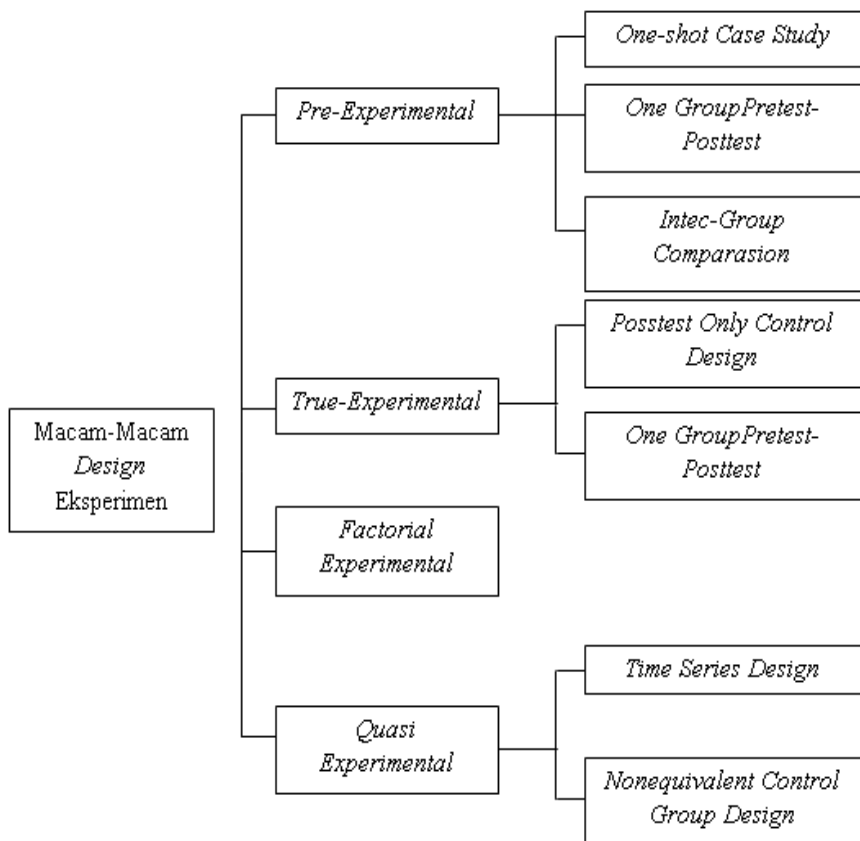 Macam-Macam
Design
Eksperimen
Pre-Experimental
One-shot Case Study
One GroupPretest-
Posttest
Intec-Group
Comparasion
True-Experimental
Posstest Only Control
Design
One GroupPretest-
Posttest
Factorial
Experimental
Quasi
Experimental
Time Series Design
Nonequivalent Control
Group Design